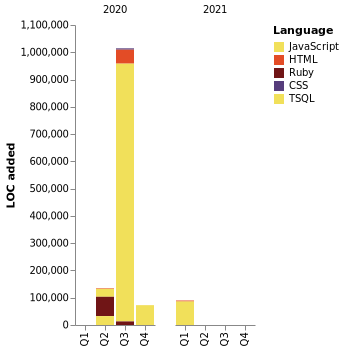 2020
2021
LOC added
1,100,000
1,000,000
900,000
800,000
700,000
600,000
500,000
400,000
300,000
200,000
100,000
0
Q1
Q2
Q3
Q4
Q1
Q2
Q3
Q4
Language
JavaScript
HTML
Ruby
CSS
TSQL